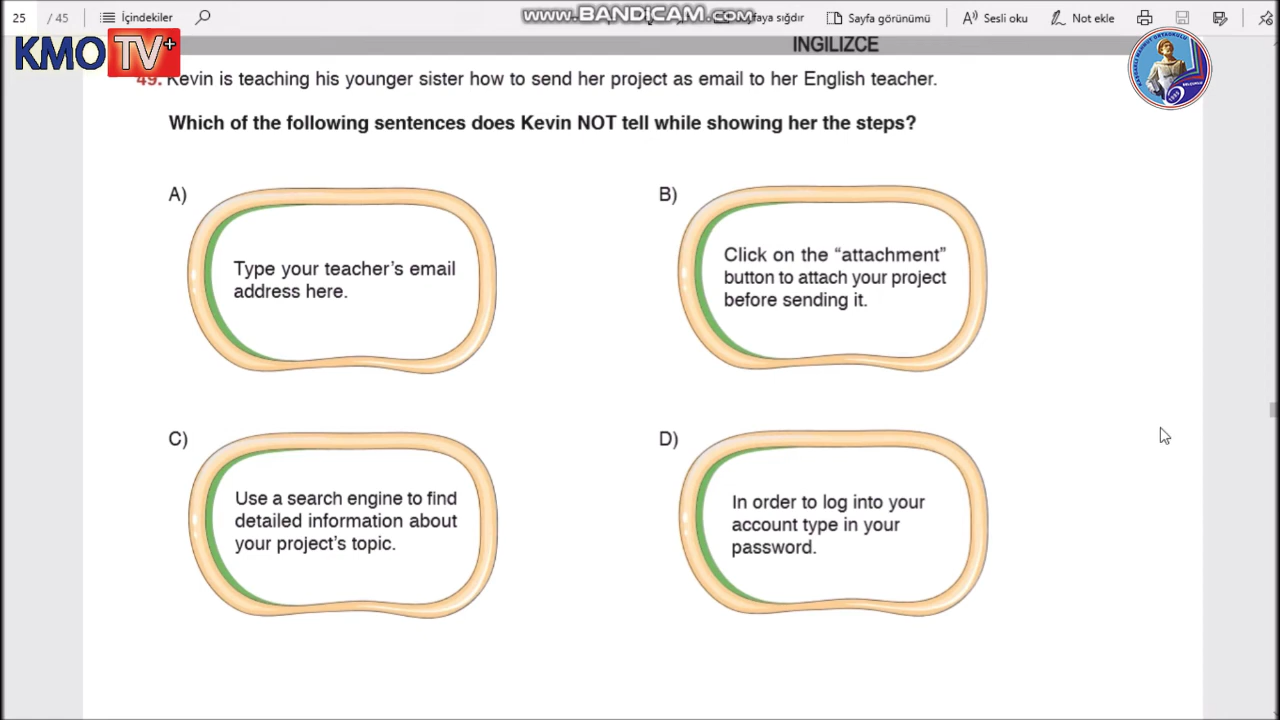 25 / 45 İçindekiler www.BANDICAM.com sığdır Sayfa görünümü Sesli oku Not ekle
KMO TV+
INGILIZCE
49. Kevin is teaching his younger sister how to send her project as email to her English teacher.
Which of the following sentences does Kevin NOT tell while showing her the steps?
A)
Type your teacher's email
address here.
B)
Click on the “attachment”
button to attach your project
before sending it.
C)
Use a search engine to find
detailed information about
your project's topic.
D)
In order to log into your
account type in your
password.